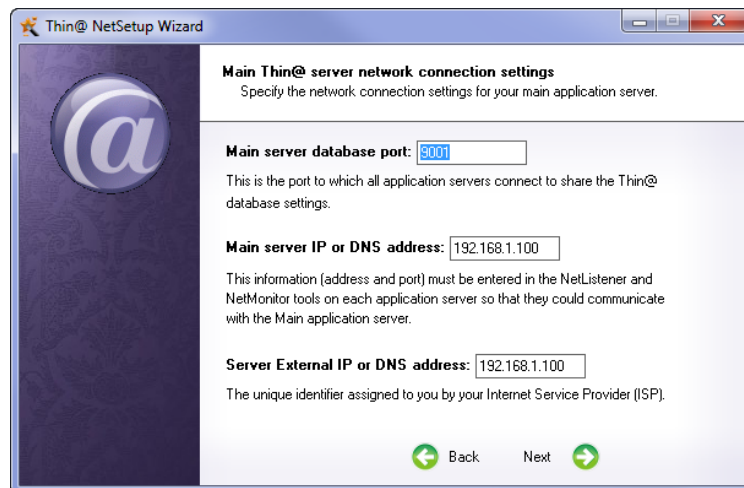 Thin@ NetSetup Wizard
Main Thin@ server network connection settings
Specify the network connection settings for your main application server.
Main server database port: 9001
This is the port to which all application servers connect to share the Thin@
database settings.
Main server IP or DNS address: 192.168.1.100
This information (address and port) must be entered in the NetListener and
NetMonitor tools on each application server so that they could communicate
with the Main application server.
Server External IP or DNS address: 192.168.1.100
The unique identifier assigned to you by your Internet Service Provider (ISP).
Back Next